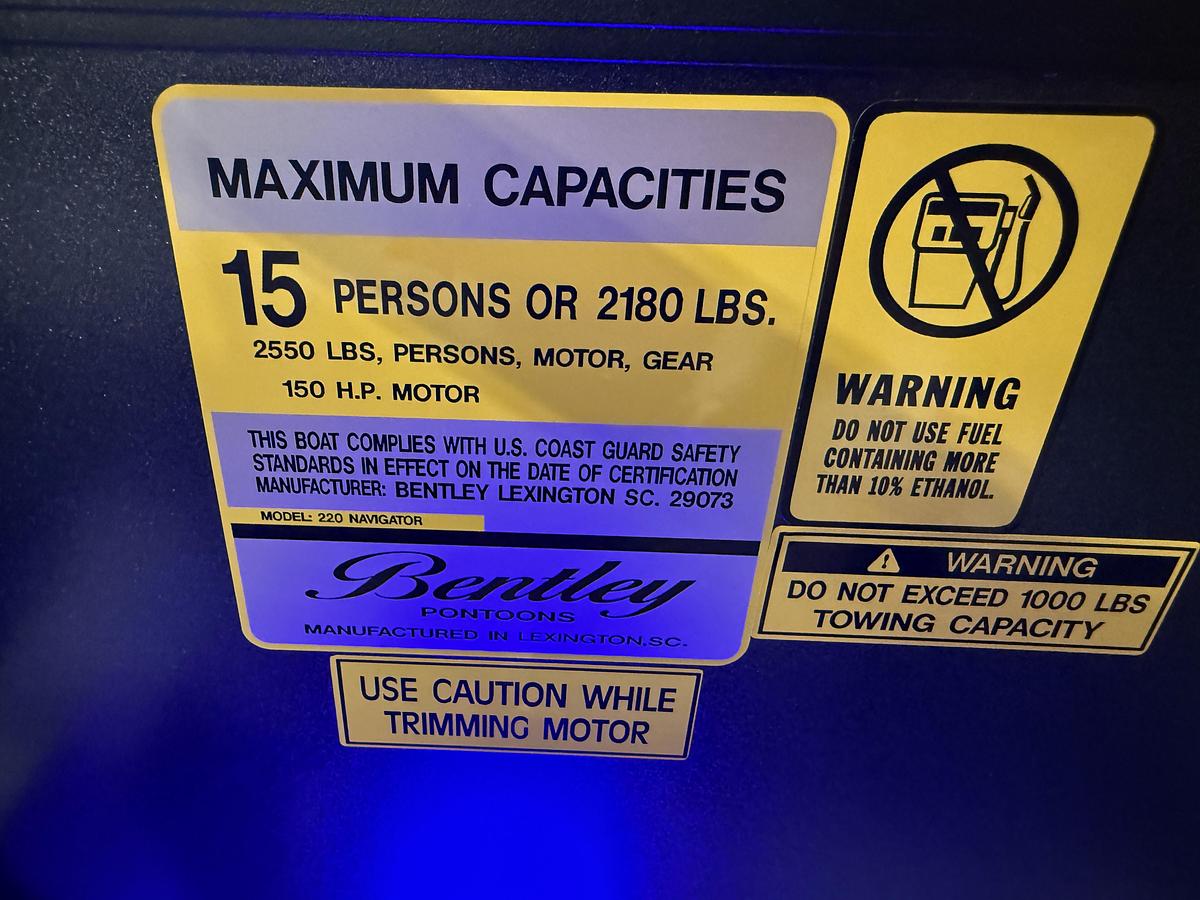 MAXIMUM CAPACITIES
15 PERSONS OR 2180 LBS.
2550 LBS, PERSONS, MOTOR, GEAR
150 H.P. MOTOR
THIS BOAT COMPLIES WITH U.S. COAST GUARD SAFETY
STANDARDS IN EFFECT ON THE DATE OF CERTIFICATION
MANUFACTURER: BENTLEY LEXINGTON SC. 29073
MODEL: 220 NAVIGATOR
Bentley
PONTOONS
MANUFACTURED IN LEXINGTON,SC.
WARNING
DO NOT USE FUEL
CONTAINING MORE
THAN 10% ETHANOL.
WARNING
DO NOT EXCEED 1000 LBS
TOWING CAPACITY
USE CAUTION WHILE
TRIMMING MOTOR